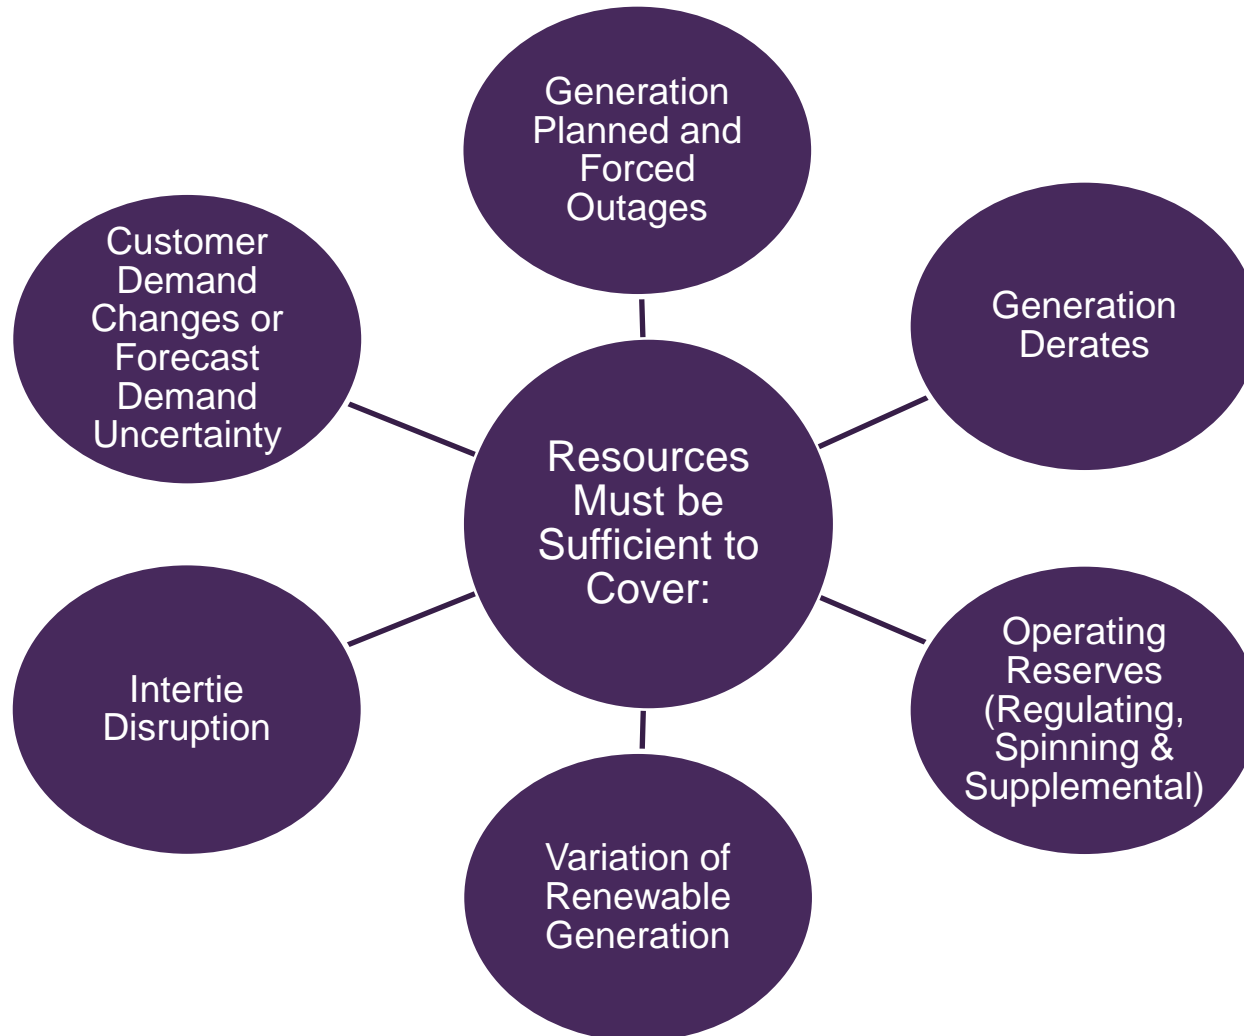 Generation
Planned and
Forced
Outages
Generation
Derates
Operating
Reserves
(Regulating,
Spinning &
Supplemental)
Variation of
Renewable
Generation
Intertie
Disruption
Customer
Demand
Changes or
Forecast
Demand
Uncertainty
Resources
Must be
Sufficient to
Cover: